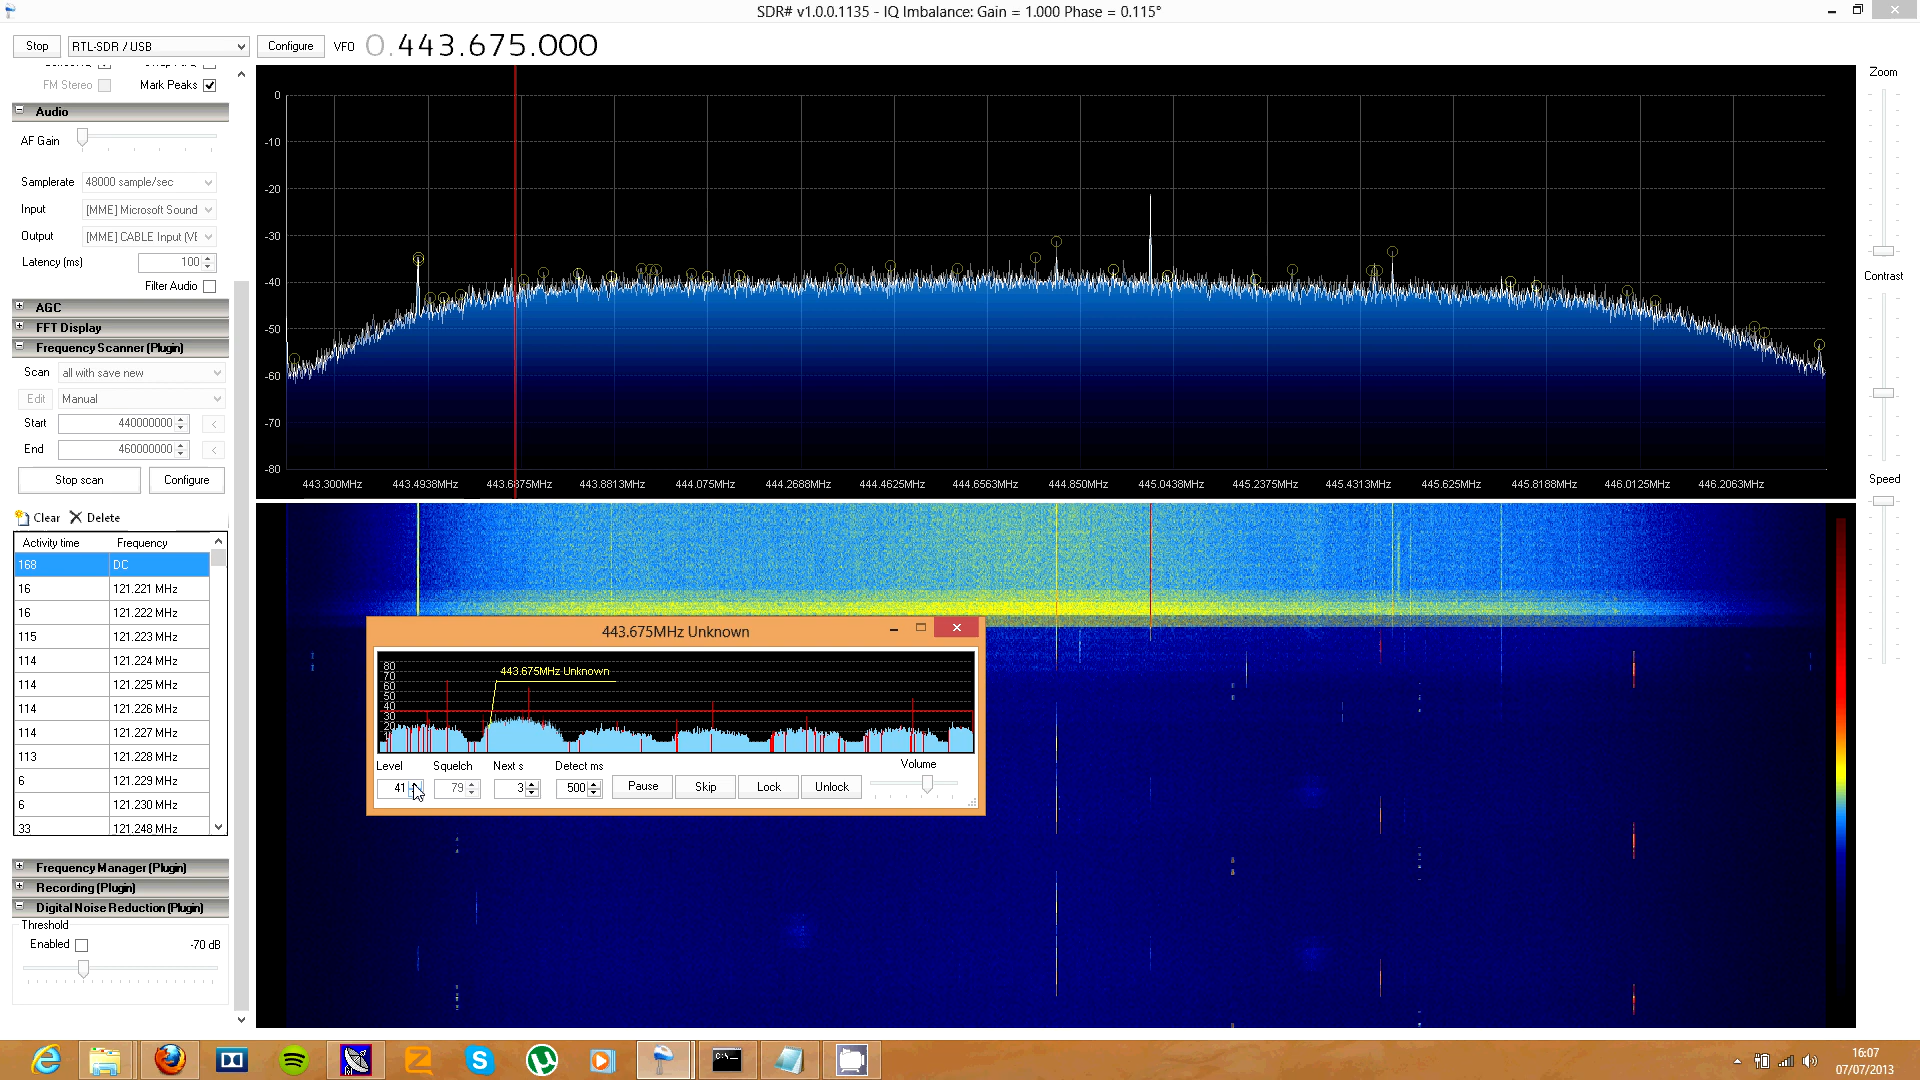 SDR# v1.0.0.1135 - IQ Imbalance: Gain = 1.000 Phase = 0.115°
Stop
RTL-SDR / USB
Configure
VFO
0.443.675.000
FM Stereo
Mark Peaks
Audio
AF Gain
Samplerate
48000 sample/sec
Input
[MME] Microsoft Sound
Output
[MME] CABLE Input (VE
Latency (ms)
100
Filter Audio
AGC
FFT Display
Frequency Scanner (Plugin)
Scan
all with save new
Edit
Manual
Start
440000000
<
End
460000000
<
Stop scan
Configure
Clear
Delete
Activity time Frequency
168 DC
16 121.221 MHz
16 121.222 MHz
115 121.223 MHz
114 121.224 MHz
114 121.225 MHz
114 121.226 MHz
114 121.227 MHz
113 121.228 MHz
6 121.229 MHz
6 121.230 MHz
33 121.248 MHz
Frequency Manager (Plugin)
Recording (Plugin)
Digital Noise Reduction (Plugin)
Threshold
Enabled
-70 dB
0
-10
-20
-30
-40
-50
-60
-70
-80
443.300MHz 443.4938MHz 443.6875MHz 443.8813MHz 444.075MHz 444.2688MHz 444.4625MHz 444.6563MHz 444.850MHz 445.0438MHz 445.2375MHz 445.4313MHz 445.625MHz 445.8188MHz 446.0125MHz 446.2063MHz
Zoom
Contrast
Speed
443.675MHz Unknown
443.675MHz Unknown
80
70
60
50
40
30
20
Level
41
Squelch
79
Next s
3
Detect ms
500
Pause
Skip
Lock
Unlock
Volume
C:\
16:07
07/07/2013